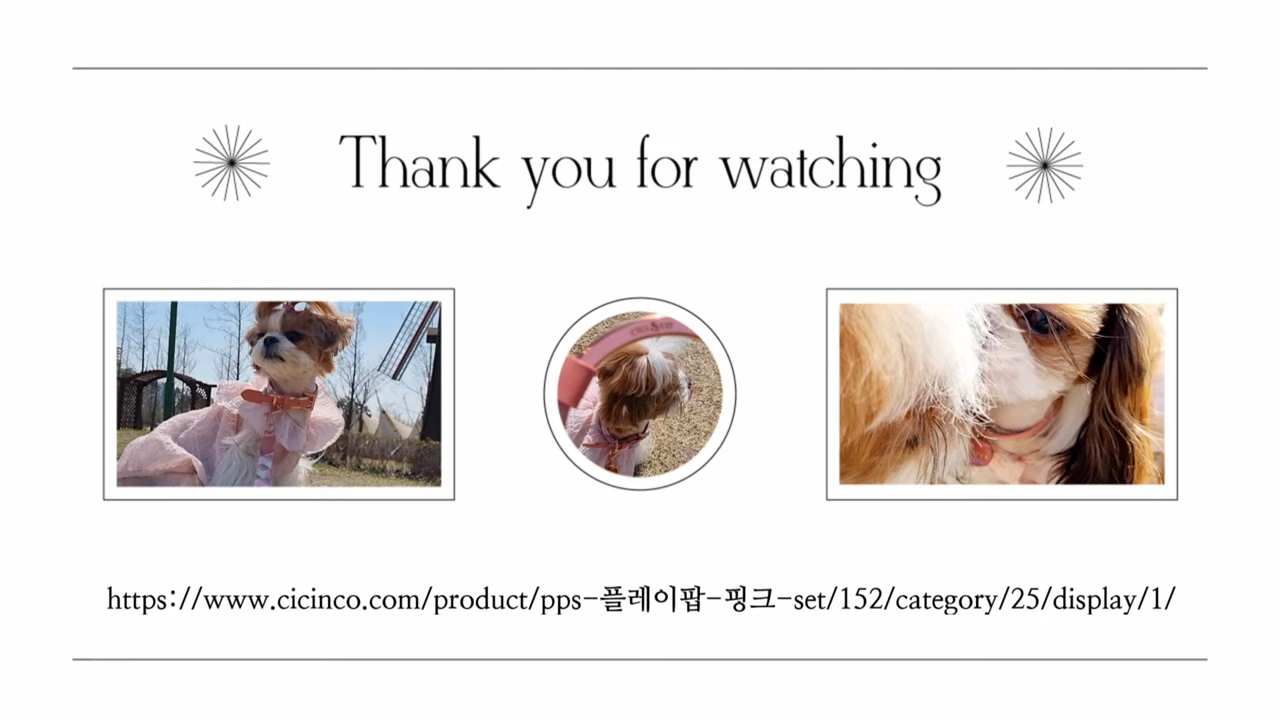 Thank you for watching
https://www.cicinco.com/product/pps-플레이팝-핑크-set/152/category/25/display/1/